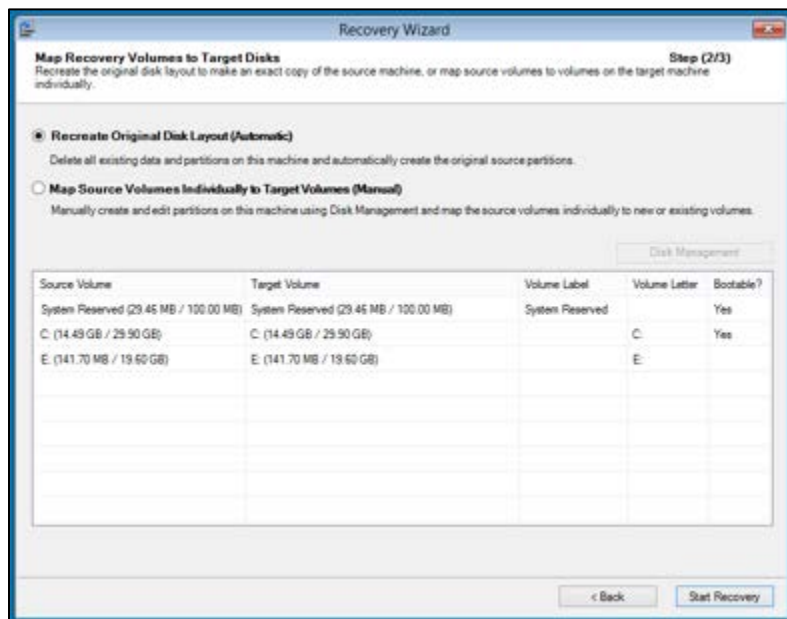 Recovery Wizard
Map Recovery Volumes to Target Disks Step (2/3)
Recreate the original disk layout to make an exact copy of the source machine, or map source volumes to volumes on the target machine
individually.
Recreate Original Disk Layout (Automatic)
Delete all existing data and partitions on this machine and automatically create the original source partitions.
Map Source Volumes Individually to Target Volumes (Manual)
Manually create and edit partitions on this machine using Disk Management and map the source volumes individually to new or existing volumes.
Disk Management
Source Volume Target Volume Volume Label Volume Letter Bootable?
System Reserved (29.46 MB / 100.00 MB) System Reserved (29.46 MB / 100.00 MB) System Reserved Yes
C: (14.49 GB / 29.90 GB) C: (14.49 GB / 29.90 GB) C: Yes
E: (141.70 MB / 19.60 GB) E: (141.70 MB / 19.60 GB) E:
< Back Start Recovery